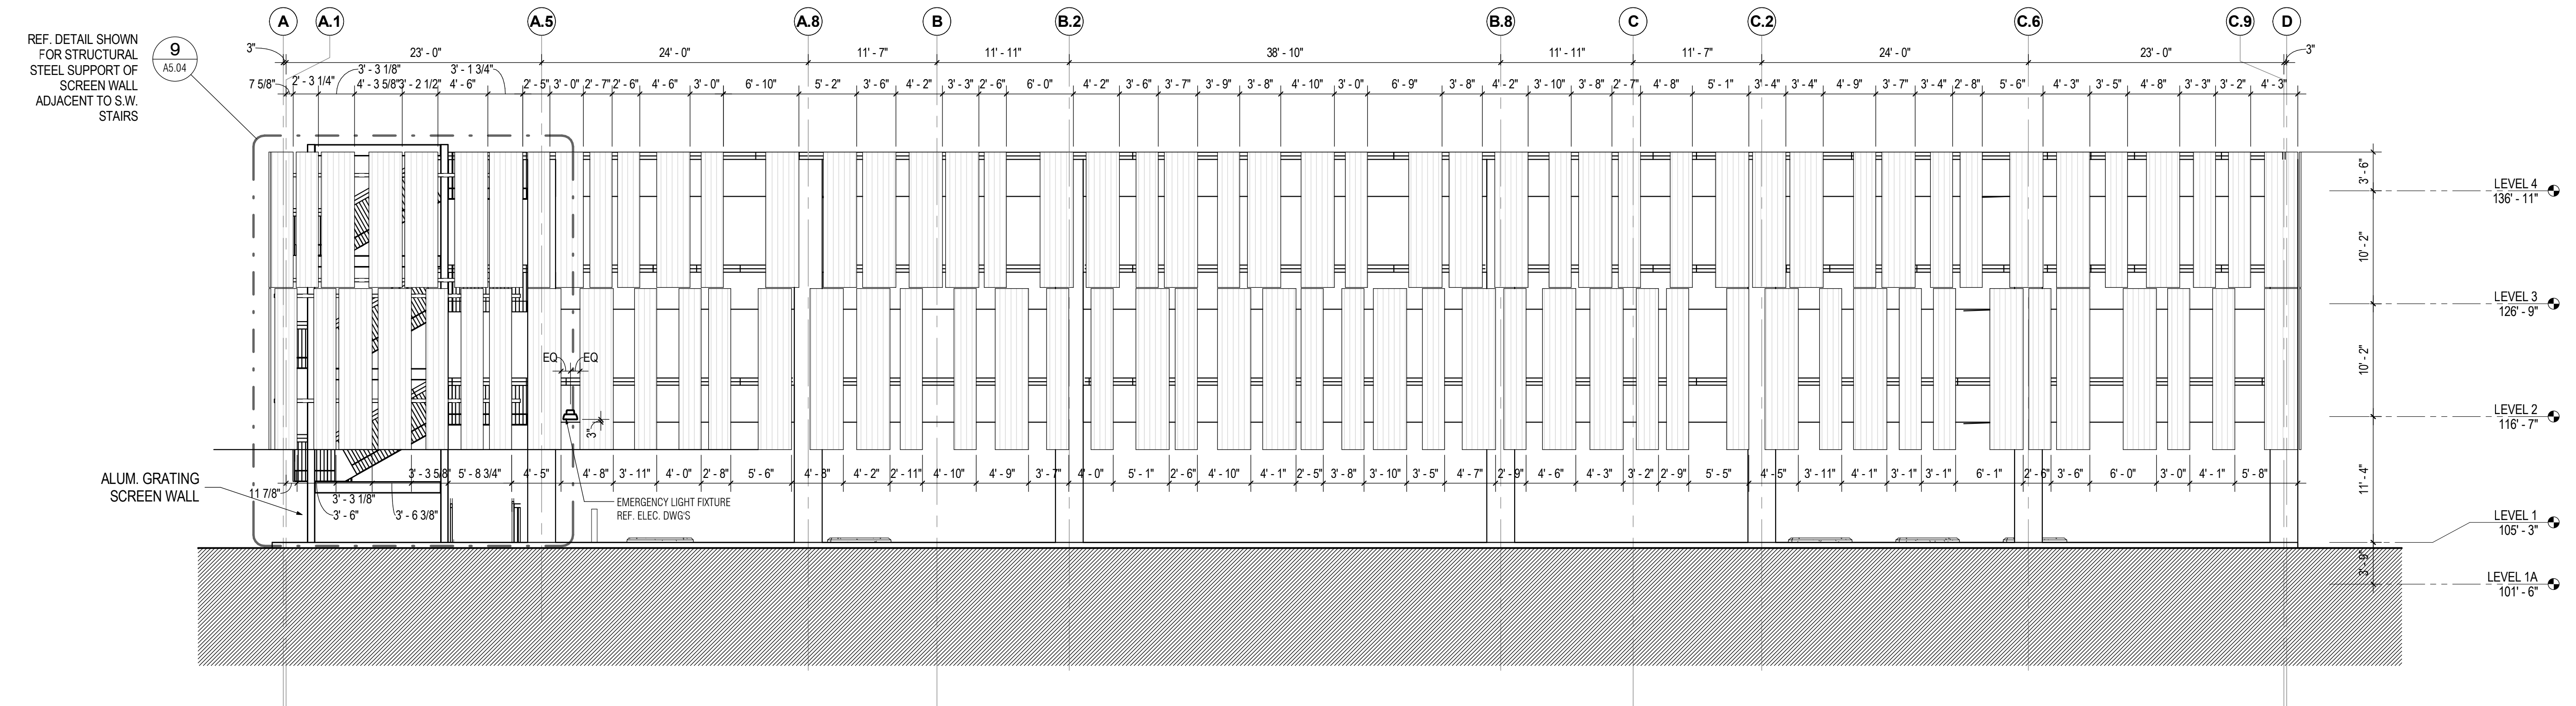 A A.1 A.5 A.8 B B.2 B.8 C C.2 C.6 C.9 D
REF. DETAIL SHOWN
FOR STRUCTURAL
STEEL SUPPORT OF
SCREEN WALL
ADJACENT TO S.W.
STAIRS
9
A5.04
3" 23' - 0" 24' - 0" 11' - 7" 11' - 11" 38' - 10" 11' - 11" 11' - 7" 24' - 0" 23' - 0" 3"
3' - 3 1/8" 3' - 1 3/4"
7 5/8" 2' - 3 1/4" 4' - 3 5/8" 3' - 2 1/2" 4' - 6" 2' - 5" 3' - 0" 2' - 7" 2' - 6" 4' - 6" 3' - 0" 6' - 10" 5' - 2" 3' - 6" 4' - 2" 3' - 3" 2' - 6" 6' - 0" 4' - 2" 3' - 6" 3' - 7" 3' - 9" 3' - 8" 4' - 10" 3' - 0" 6' - 9" 3' - 8" 4' - 2" 3' - 10" 3' - 8" 2' - 7" 4' - 8" 5' - 1" 3' - 4" 3' - 4" 4' - 9" 3' - 7" 3' - 4" 2' - 8" 5' - 6" 4' - 3" 3' - 5" 4' - 8" 3' - 3" 3' - 2" 4' - 3"
3' - 6"
LEVEL 4
136' - 11"
10' - 2"
LEVEL 3
126' - 9"
10' - 2"
EQ EQ
3"
LEVEL 2
116' - 7"
ALUM. GRATING
SCREEN WALL
3' - 3 5/8" 5' - 8 3/4" 4' - 5" 4' - 8" 3' - 11" 4' - 0" 2' - 8" 5' - 6" 4' - 8" 4' - 2" 2' - 11" 4' - 10" 4' - 9" 3' - 7" 4' - 0" 5' - 1" 2' - 6" 4' - 10" 4' - 1" 2' - 5" 3' - 8" 3' - 10" 3' - 5" 4' - 7" 2' - 9" 4' - 6" 4' - 3" 3' - 2" 2' - 9" 5' - 5" 4' - 5" 3' - 11" 4' - 1" 3' - 1" 3' - 1" 6' - 1" 2' - 6" 3' - 6" 6' - 0" 3' - 0" 4' - 1" 5' - 8"
11 7/8" 3' - 3 1/8"
3' - 6" 3' - 6 3/8"
EMERGENCY LIGHT FIXTURE
REF. ELEC. DWG'S
11' - 4"
LEVEL 1
105' - 3"
3' - 9"
LEVEL 1A
101' - 6"